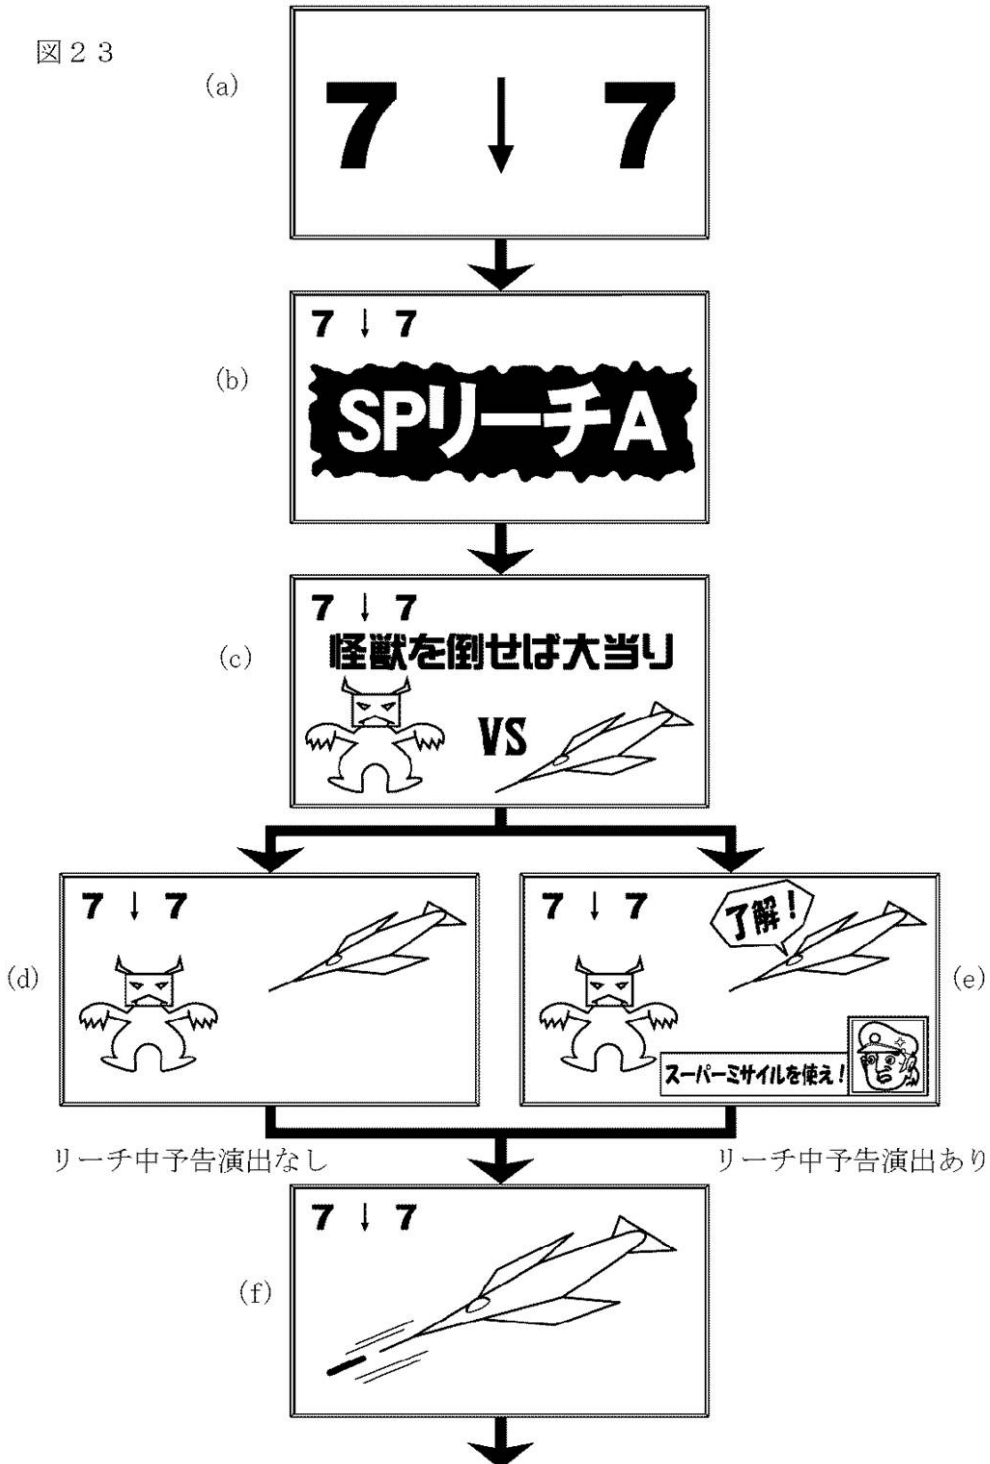 図２３
(a)
7 ↓ 7
(b)
7 ↓ 7
SPリーチA
(c)
7 ↓ 7
怪獣を倒せば大当り
VS
(d)
7 ↓ 7
(e)
7 ↓ 7
了解！
スーパーミサイルを使え！
リーチ中予告演出なし
リーチ中予告演出あり
(f)
7 ↓ 7